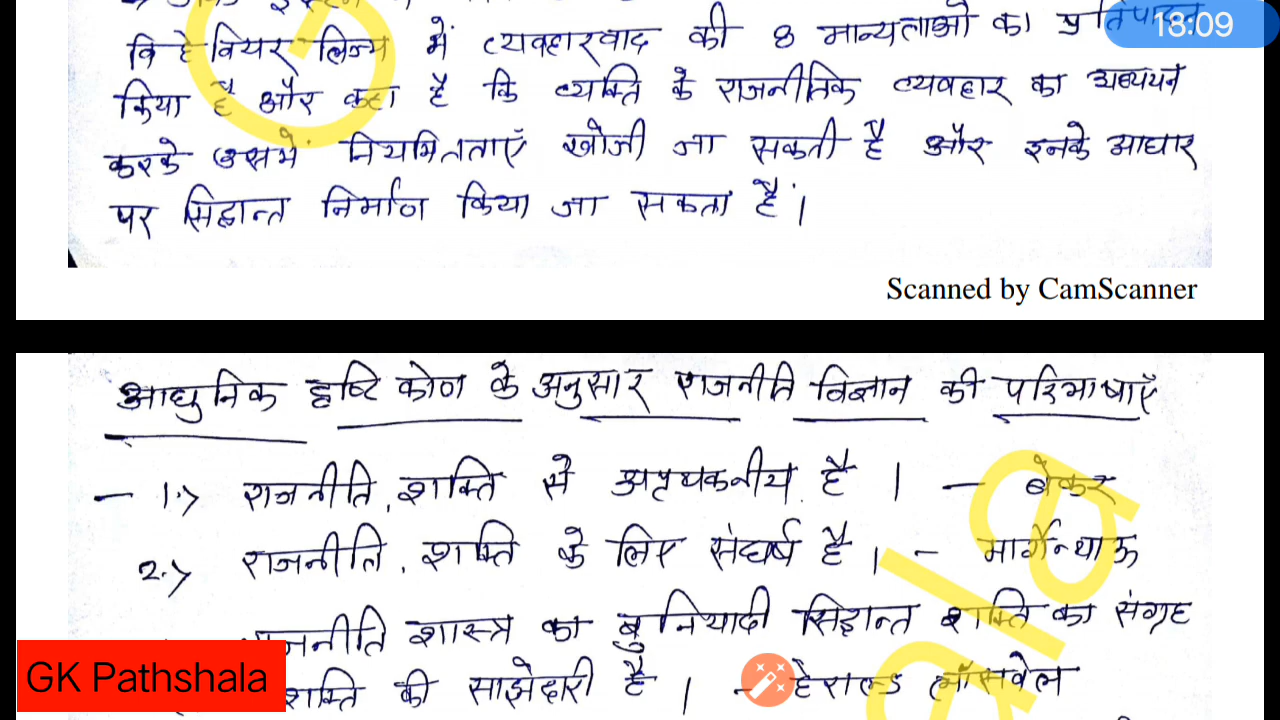 वि हे वियर लिज्म में व्यवहारवाद की 8 मान्यताओं का प्रतिपादन
18:09
किया है और कहा है कि व्यक्ति के राजनीतिक व्यवहार का अध्ययन
करके उसमें नियमितताएँ खोजी जा सकती है और इनके आधार
पर सिद्धान्त निर्माण किया जा सकता है।
Scanned by CamScanner
आधुनिक दृष्टि कोण के अनुसार राजनीति विज्ञान की परिभाषाएँ
1.> राजनीति, शक्ति से अपृथकनीय है। - बेकर
2.> राजनीति, शक्ति के लिए संघर्ष है। - मार्गेन्थाऊ
राजनीति शास्त्र का बुनियादी सिद्धान्त शक्ति का संग्रह
शक्ति की साझेदारी है। - हेराल्ड लॉसवेल
GK Pathshala